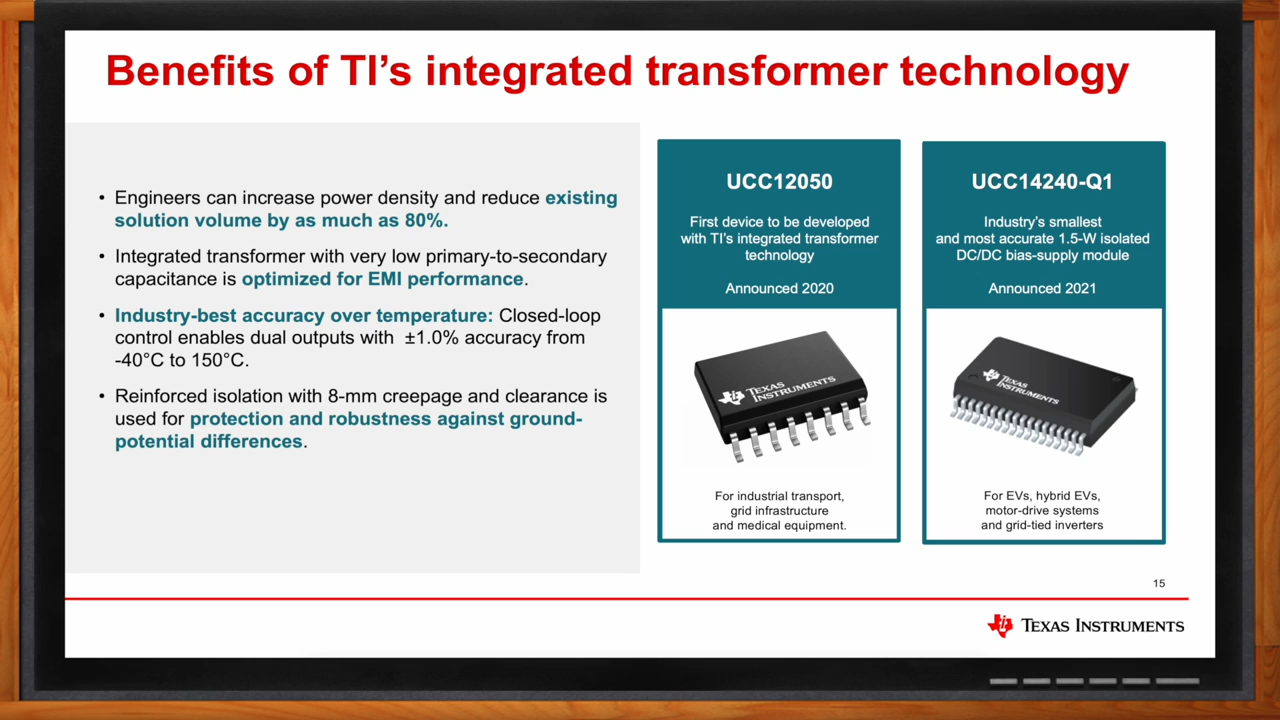 Benefits of TI's integrated transformer technology
• Engineers can increase power density and reduce existing
solution volume by as much as 80%.
• Integrated transformer with very low primary-to-secondary
capacitance is optimized for EMI performance.
• Industry-best accuracy over temperature: Closed-loop
control enables dual outputs with ±1.0% accuracy from
-40°C to 150°C.
• Reinforced isolation with 8-mm creepage and clearance is
used for protection and robustness against ground-
potential differences.
UCC12050
First device to be developed
with TI's integrated transformer
technology
Announced 2020
TEXAS
INSTRUMENTS
For industrial transport,
grid infrastructure
and medical equipment.
UCC14240-Q1
Industry's smallest
and most accurate 1.5-W isolated
DC/DC bias-supply module
Announced 2021
TEXAS
INSTRUMENTS
For EVs, hybrid EVs,
motor-drive systems
and grid-tied inverters
15
TEXAS INSTRUMENTS